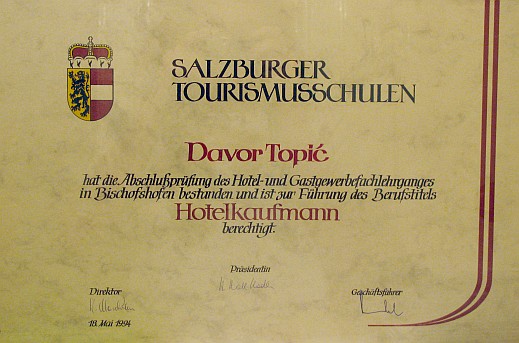 SALZBURGER
TOURISMUSSCHULEN
Davor Topić
hat die Abschlußprüfung des Hotel- und Gastgewerbefachlehrganges
in Bischofshofen bestanden und ist zur Führung des Berufstitels
Hotelkaufmann
berechtigt.
Präsidentin
Direktor
Geschäftsführer
18. Mai 1994